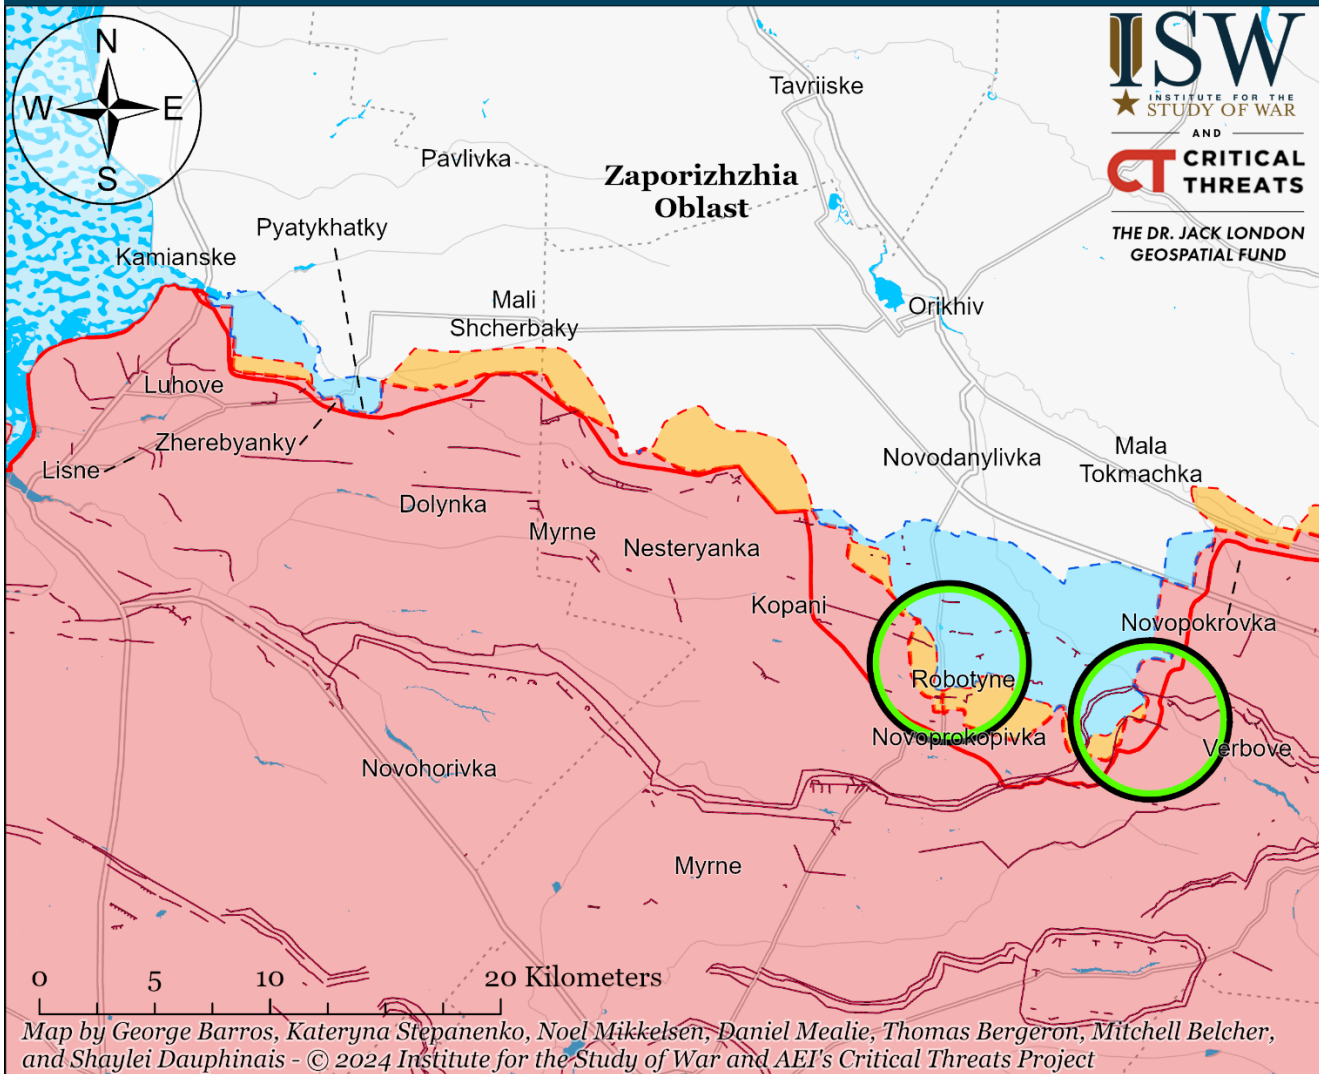 N
W E
S
ISW
INSTITUTE FOR THE
STUDY OF WAR
AND
CT CRITICAL
THREATS
THE DR. JACK LONDON
GEOSPATIAL FUND
Tavriiske
Pavlivka
Zaporizhzhia
Oblast
Pyatykhatky
Kamianske
Mali
Shcherbaky
Orikhiv
Luhove
Zherebyanky
Lisne
Novodanylivka
Mala
Tokmachka
Dolynka
Myrne
Nesteryanka
Kopani
Novopokrovka
Robotyne
Novoprokopivka
Verbove
Novohorivka
Myrne
0 5 10 20 Kilometers
Map by George Barros, Kateryna Stepanenko, Noel Mikkelsen, Daniel Mealie, Thomas Bergeron, Mitchell Belcher,
and Shaylei Dauphinais - © 2024 Institute for the Study of War and AEI's Critical Threats Project